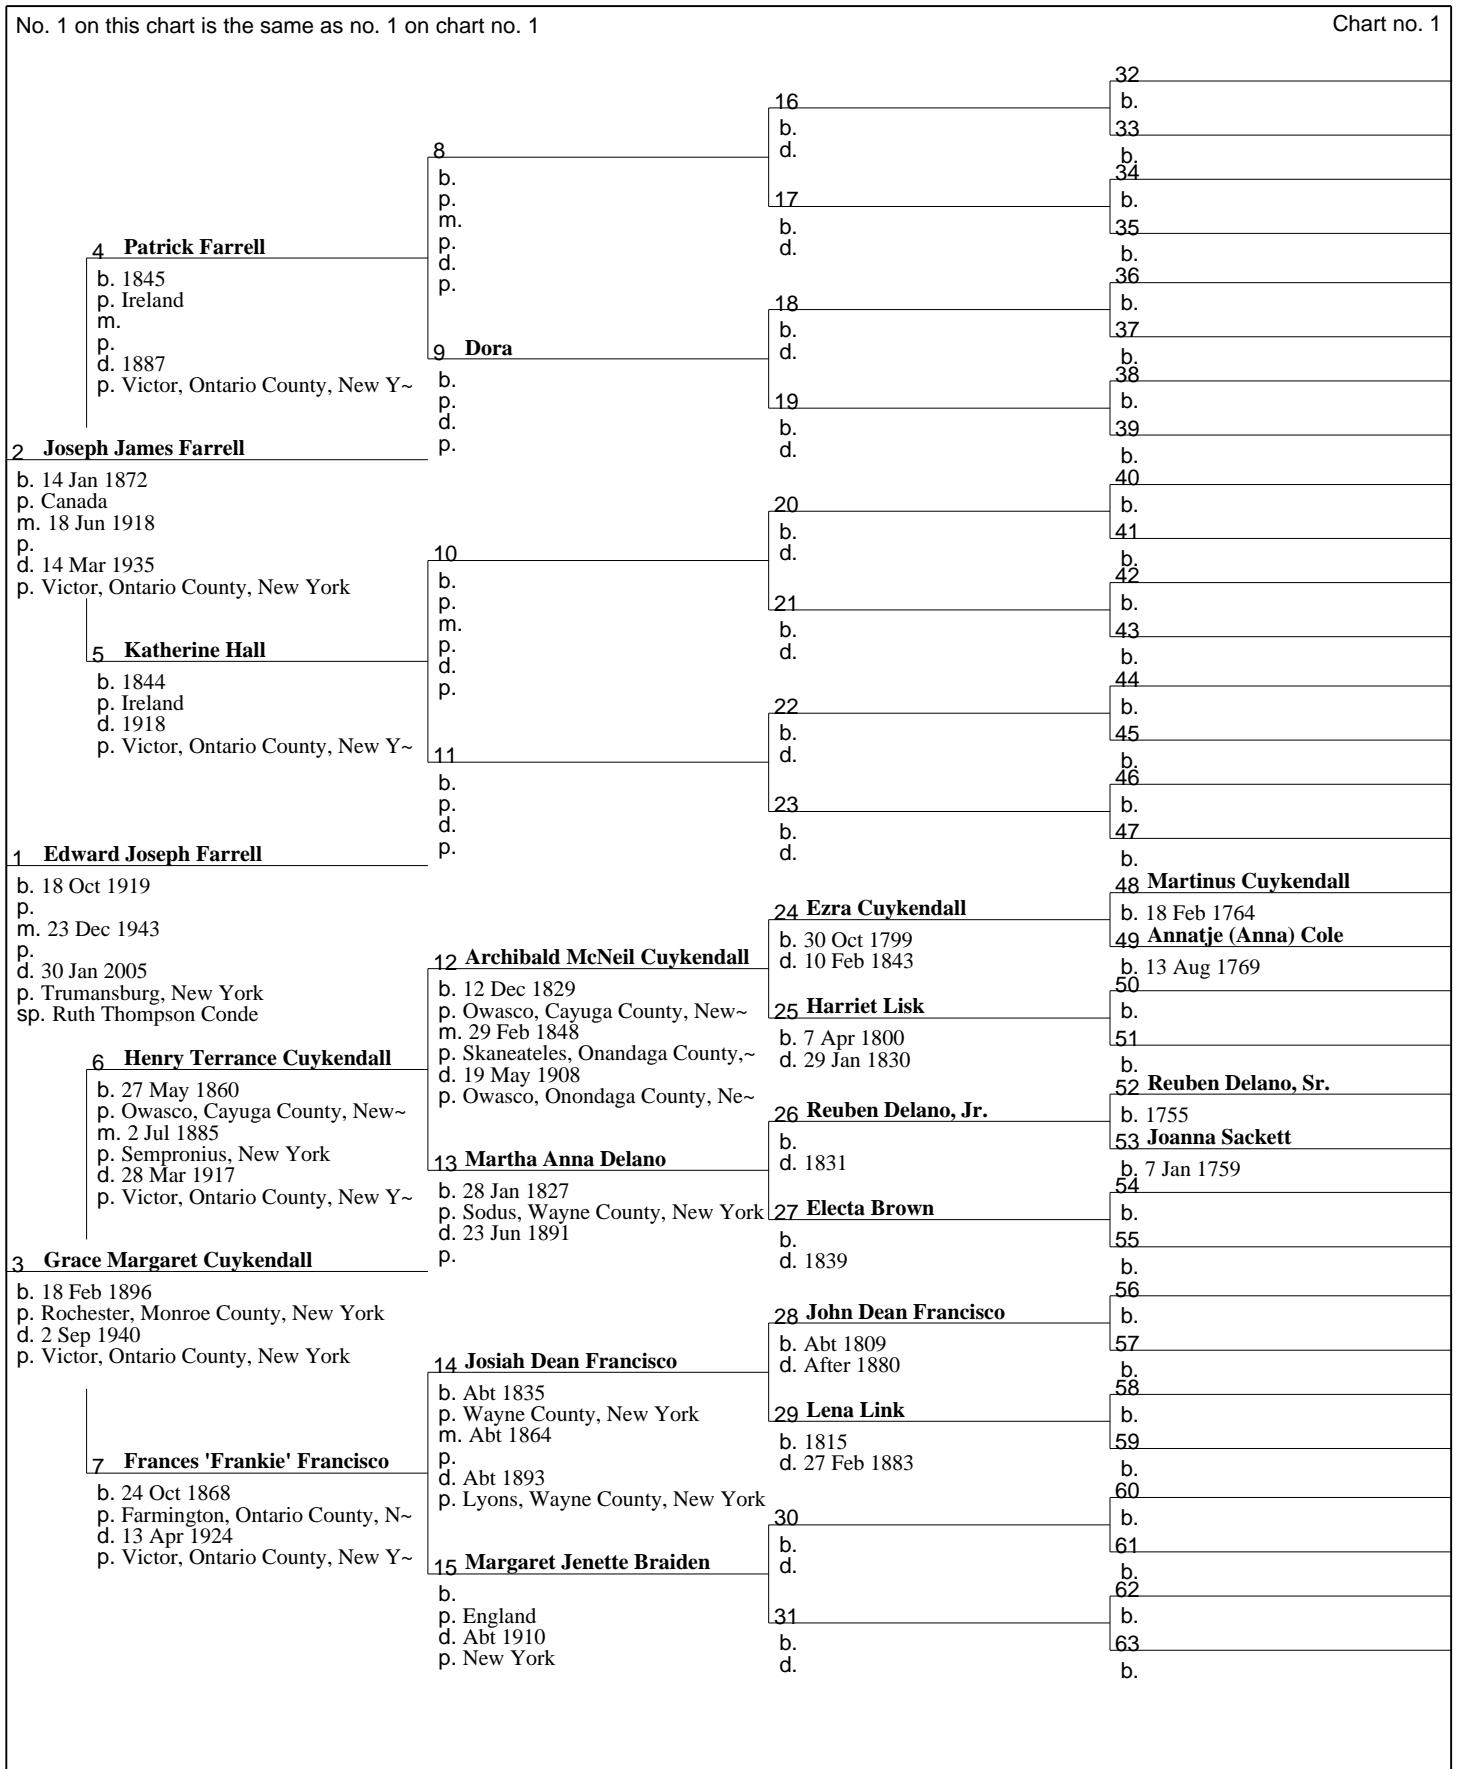 No. 1 on this chart is the same as no. 1 on chart no. 1
Chart no. 1
1 Edward Joseph Farrell
b. 18 Oct 1919
p.
m. 23 Dec 1943
p.
d. 30 Jan 2005
p. Trumansburg, New York
sp. Ruth Thompson Conde
2 Joseph James Farrell
b. 14 Jan 1872
p. Canada
m. 18 Jun 1918
p.
d. 14 Mar 1935
p. Victor, Ontario County, New York
3 Grace Margaret Cuykendall
b. 18 Feb 1896
p. Rochester, Monroe County, New York
d. 2 Sep 1940
p. Victor, Ontario County, New York
4 Patrick Farrell
b. 1845
p. Ireland
m.
p.
d. 1887
p. Victor, Ontario County, New Y~
5 Katherine Hall
b. 1844
p. Ireland
d. 1918
p. Victor, Ontario County, New Y~
6 Henry Terrance Cuykendall
b. 27 May 1860
p. Owasco, Cayuga County, New~
m. 2 Jul 1885
p. Sempronius, New York
d. 28 Mar 1917
p. Victor, Ontario County, New Y~
7 Frances 'Frankie' Francisco
b. 24 Oct 1868
p. Farmington, Ontario County, N~
d. 13 Apr 1924
p. Victor, Ontario County, New Y~
8
b.
p.
m.
p.
d.
p.
9 Dora
b.
p.
d.
p.
10
b.
p.
m.
p.
d.
p.
11
b.
p.
d.
p.
12 Archibald McNeil Cuykendall
b. 12 Dec 1829
p. Owasco, Cayuga County, New~
m. 29 Feb 1848
p. Skaneateles, Onandaga County,~
d. 19 May 1908
p. Owasco, Onondaga County, Ne~
13 Martha Anna Delano
b. 28 Jan 1827
p. Sodus, Wayne County, New York
d. 23 Jun 1891
p.
14 Josiah Dean Francisco
b. Abt 1835
p. Wayne County, New York
m. Abt 1864
p.
d. Abt 1893
p. Lyons, Wayne County, New York
15 Margaret Jenette Braiden
b.
p. England
d. Abt 1910
p. New York
16
b.
d.
17
b.
d.
18
b.
d.
19
b.
d.
20
b.
d.
21
b.
d.
22
b.
d.
23
b.
d.
24 Ezra Cuykendall
b. 30 Oct 1799
d. 10 Feb 1843
25 Harriet Lisk
b. 7 Apr 1800
d. 29 Jan 1830
26 Reuben Delano, Jr.
b.
d. 1831
27 Electa Brown
b.
d. 1839
28 John Dean Francisco
b. Abt 1809
d. After 1880
29 Lena Link
b. 1815
d. 27 Feb 1883
30
b.
d.
31
b.
d.
32
b.
33
b.
34
b.
35
b.
36
b.
37
b.
38
b.
39
b.
40
b.
41
b.
42
b.
43
b.
44
b.
45
b.
46
b.
47
b.
48 Martinus Cuykendall
b. 18 Feb 1764
49 Annatje (Anna) Cole
b. 13 Aug 1769
50
b.
51
b.
52 Reuben Delano, Sr.
b. 1755
53 Joanna Sackett
b. 7 Jan 1759
54
b.
55
b.
56
b.
57
b.
58
b.
59
b.
60
b.
61
b.
62
b.
63
b.